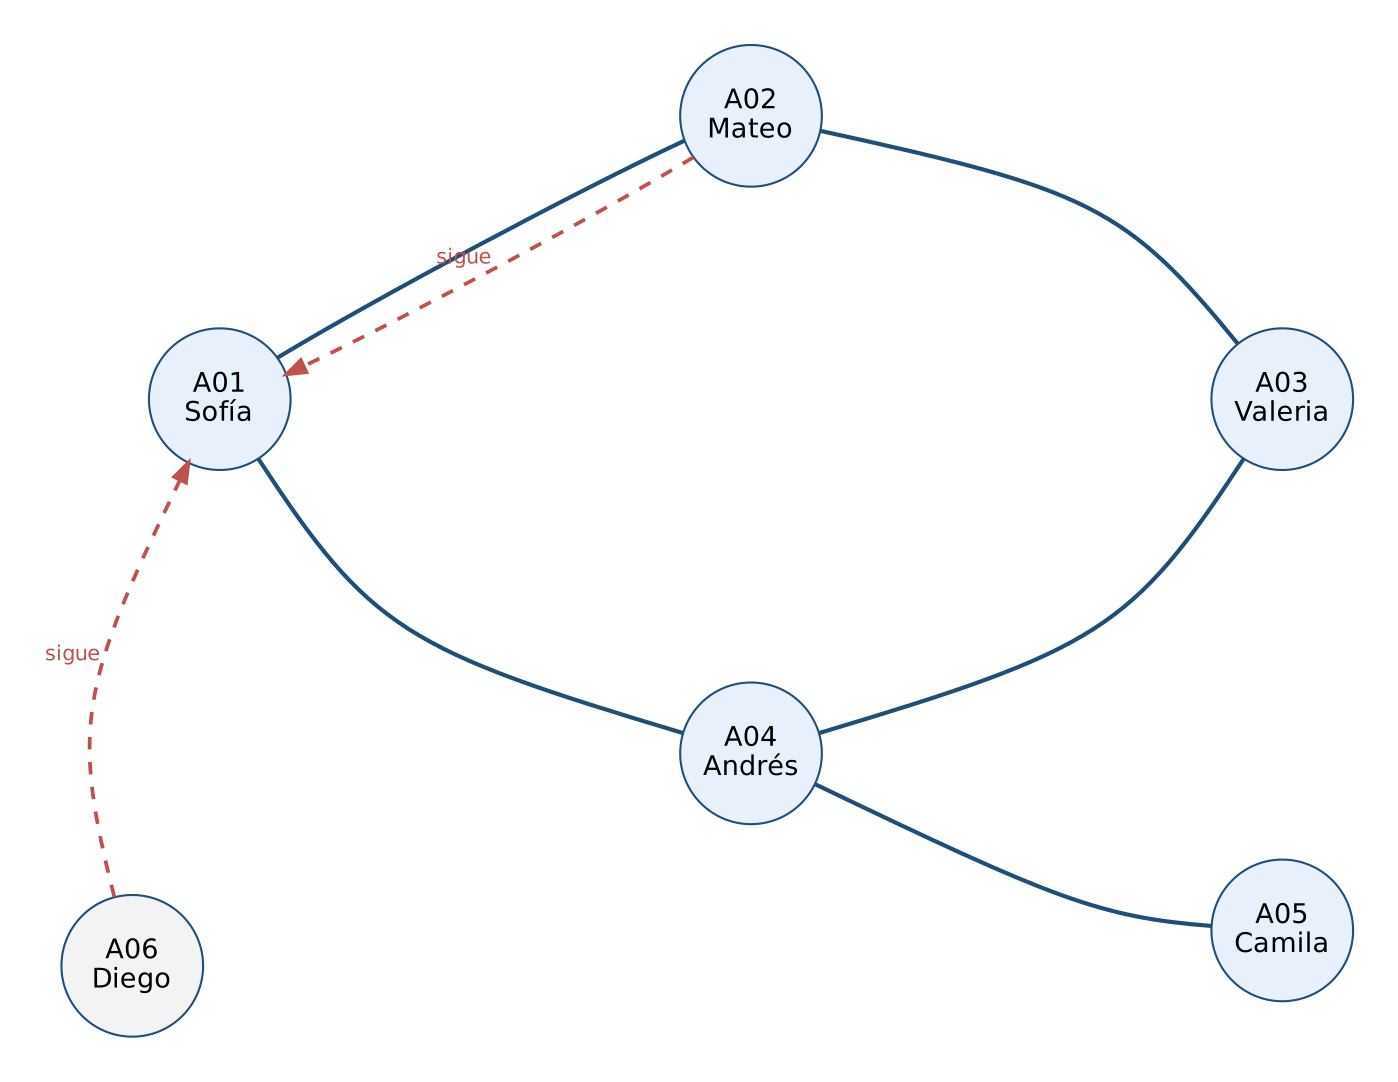 A02
Mateo
sigue
A01
Sofía
A03
Valeria
sigue
A04
Andrés
A05
Camila
A06
Diego